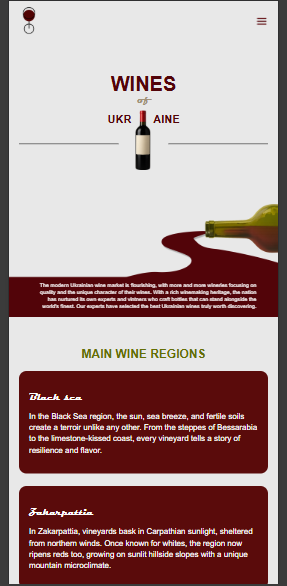 WINES
of
UKR AINE
The modern Ukrainian wine market is flourishing, with more and more wineries focusing on
quality and the unique character of their wines. With a rich winemaking heritage, the nation
has nurtured its own experts and vintners who craft bottles that can stand alongside the
world's finest. Our experts have selected the best Ukrainian wines truly worth discovering.
MAIN WINE REGIONS
Black sea
In the Black Sea region, the sun, sea breeze, and fertile soils
create a terroir unlike any other. From the steppes of Bessarabia
to the limestone-kissed coast, every vineyard tells a story of
resilience and flavor.
Zakarpattia
In Zakarpattia, vineyards bask in Carpathian sunlight, sheltered
from northern winds. Once known for whites, the region now
ripens reds too, growing on sunlit hillside slopes with a unique
mountain microclimate.